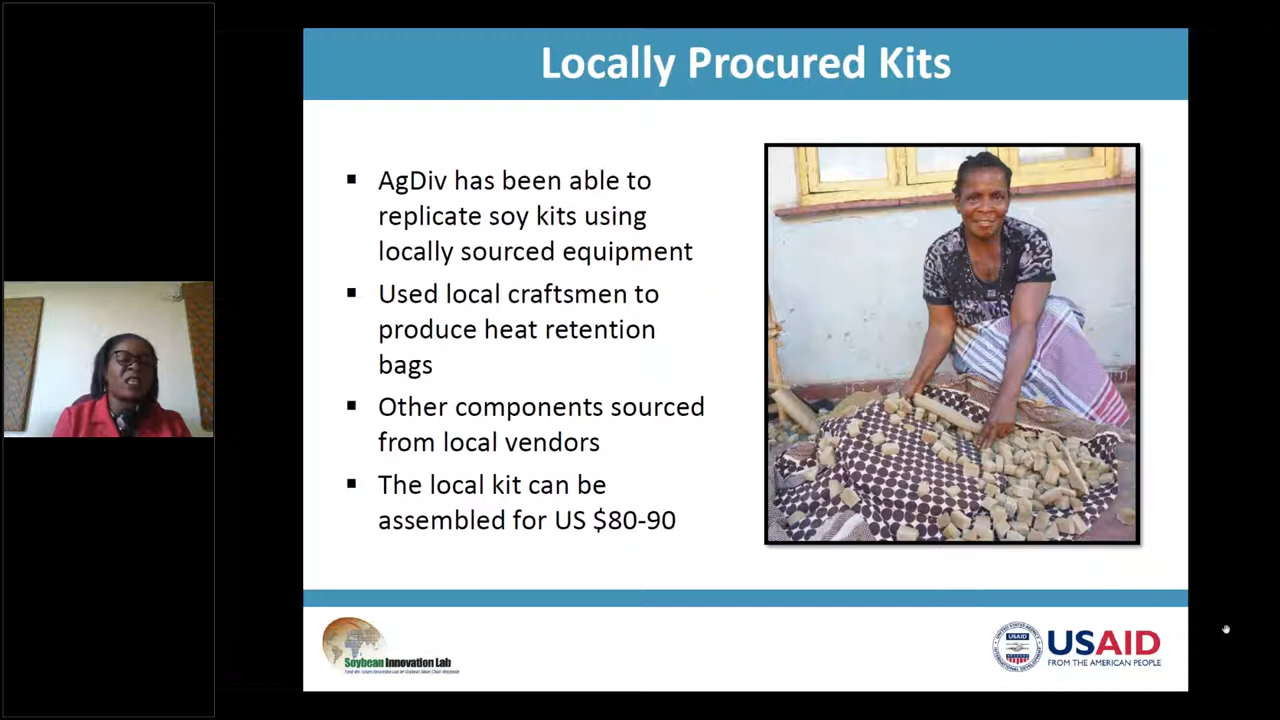 Locally Procured Kits
▪ AgDiv has been able to
replicate soy kits using
locally sourced equipment
▪ Used local craftsmen to
produce heat retention
bags
▪ Other components sourced
from local vendors
▪ The local kit can be
assembled for US $80-90
Soybean Innovation Lab
USAID
USAID
FROM THE AMERICAN PEOPLE